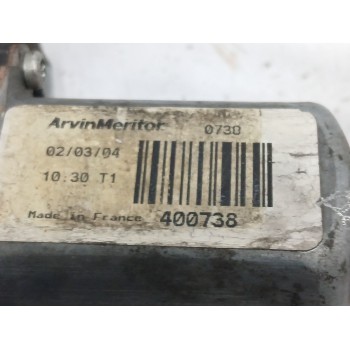 ArvinMeritor 0730
02/03/04
10.30 T1
Made in France 400738